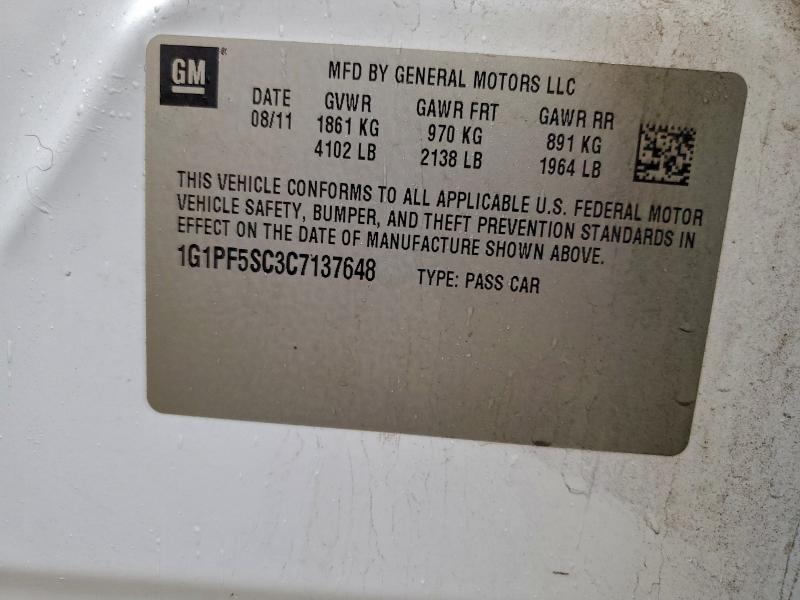 GM
MFD BY GENERAL MOTORS LLC
DATE GVWR GAWR FRT GAWR RR
08/11 1861 KG 970 KG 891 KG
4102 LB 2138 LB 1964 LB
THIS VEHICLE CONFORMS TO ALL APPLICABLE U.S. FEDERAL MOTOR
VEHICLE SAFETY, BUMPER, AND THEFT PREVENTION STANDARDS IN
EFFECT ON THE DATE OF MANUFACTURE SHOWN ABOVE.
1G1PF5SC3C7137648 TYPE: PASS CAR